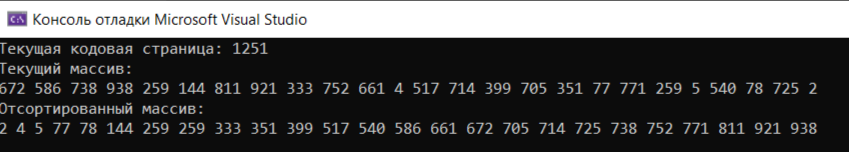 Консоль отладки Microsoft Visual Studio
Текущая кодовая страница: 1251
Текущий массив:
672 586 738 938 259 144 811 921 333 752 661 4 517 714 399 705 351 77 771 259 5 540 78 725 2
Отсортированный массив:
2 4 5 77 78 144 259 259 333 351 399 517 540 586 661 672 705 714 725 738 752 771 811 921 938